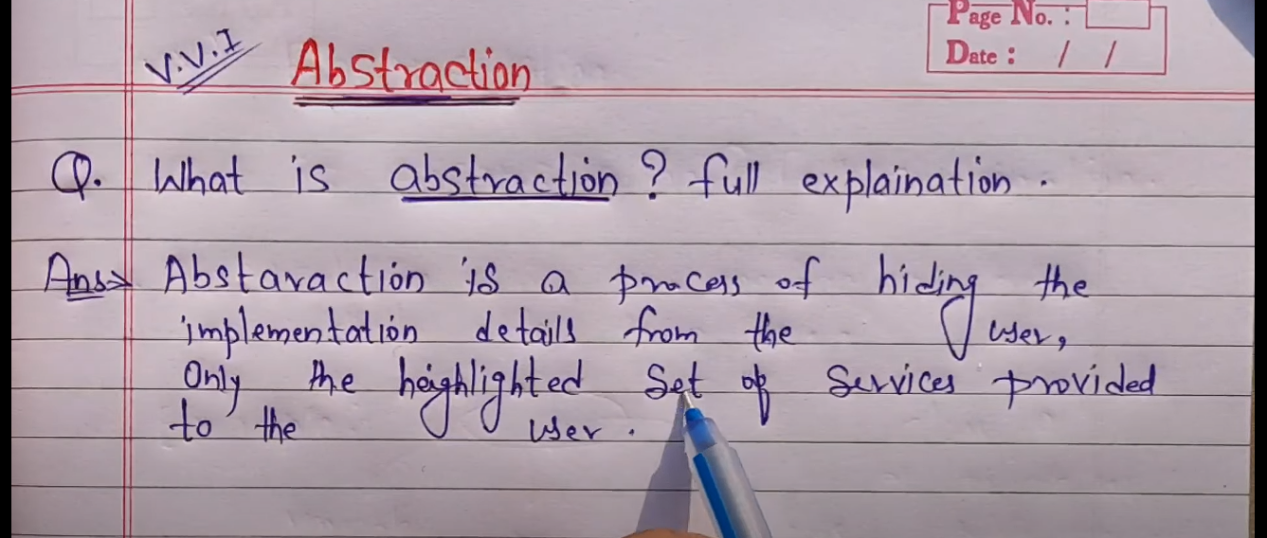 Page No. :
Date : / /
V.V.I Abstraction
Q. What is abstraction ? full explaination .
Ans⇒ Abstaraction is a process of hiding the
implementation details from the user,
Only the heighlighted set of services provided
to the user .